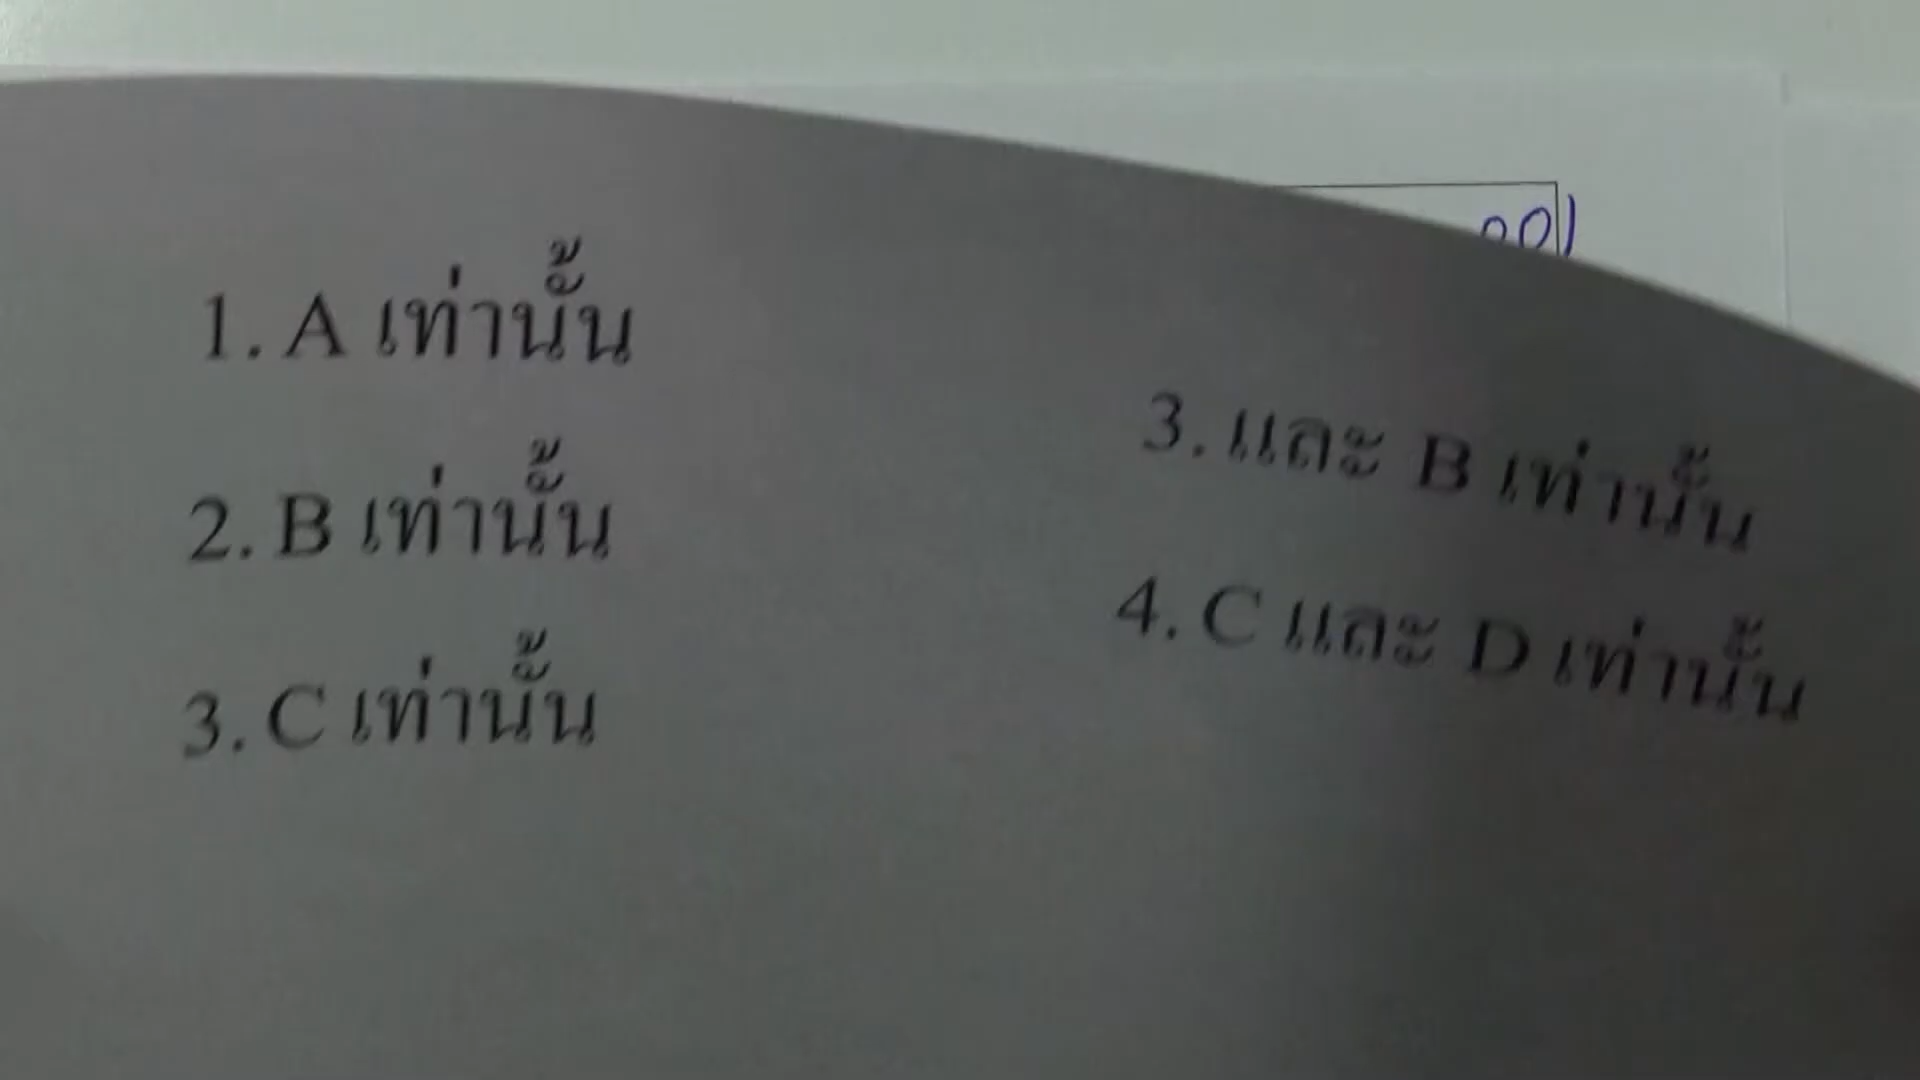 1. A เท่านั้น
2. B เท่านั้น
3. C เท่านั้น
3. และ B เท่านั้น
4. C และ D เท่านั้น